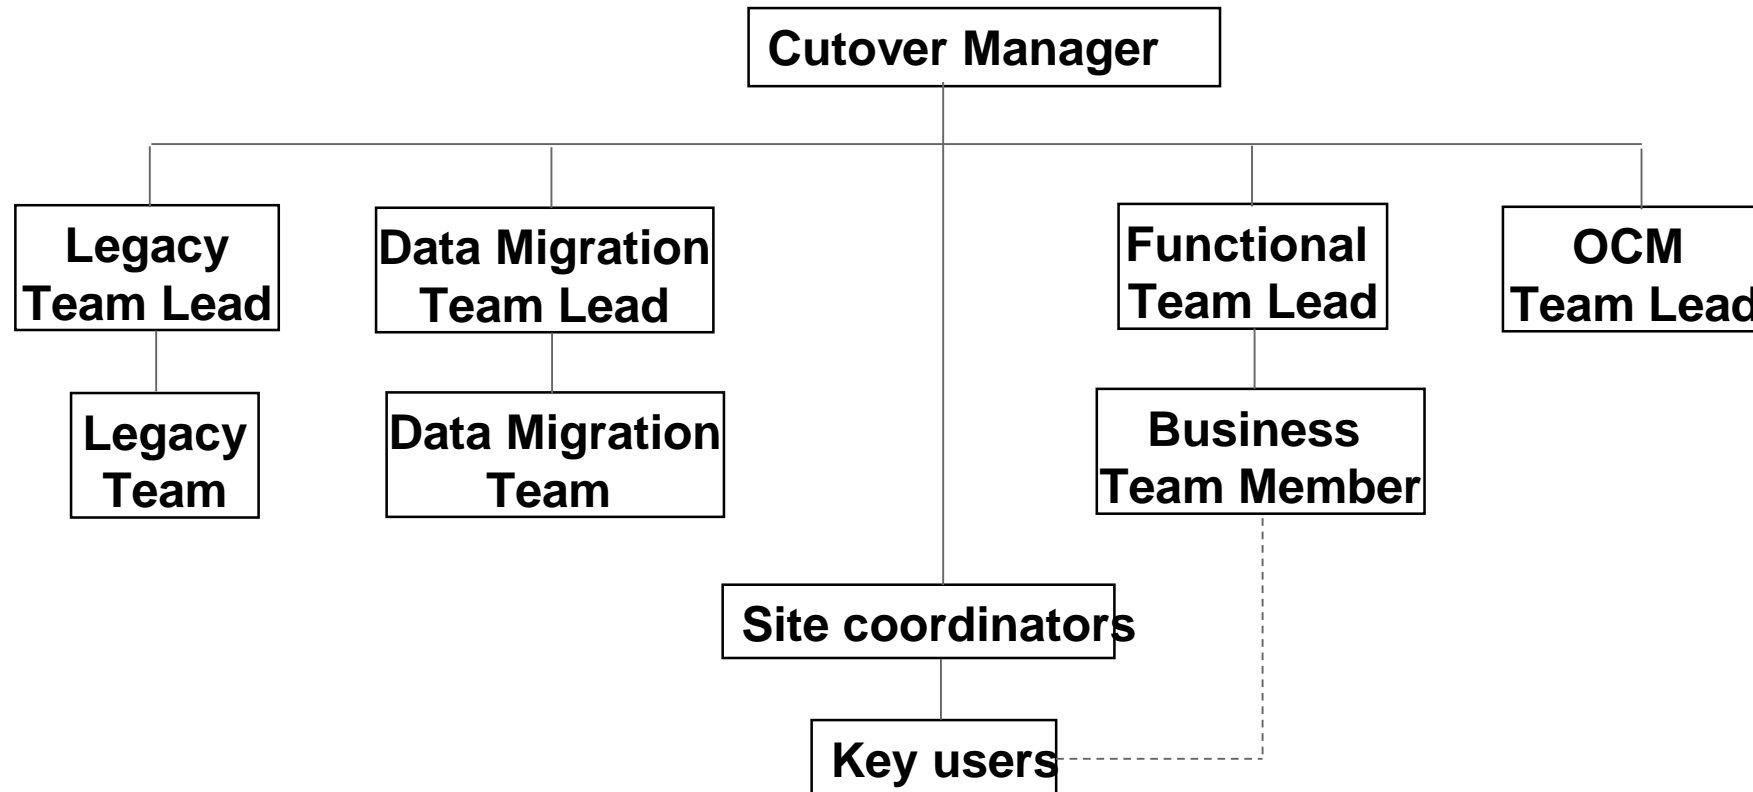 Cutover Manager
Legacy
Team Lead
Data Migration
Team Lead
Functional
Team Lead
OCM
Team Lead
Legacy
Team
Data Migration
Team
Business
Team Member
Site coordinators
Key users